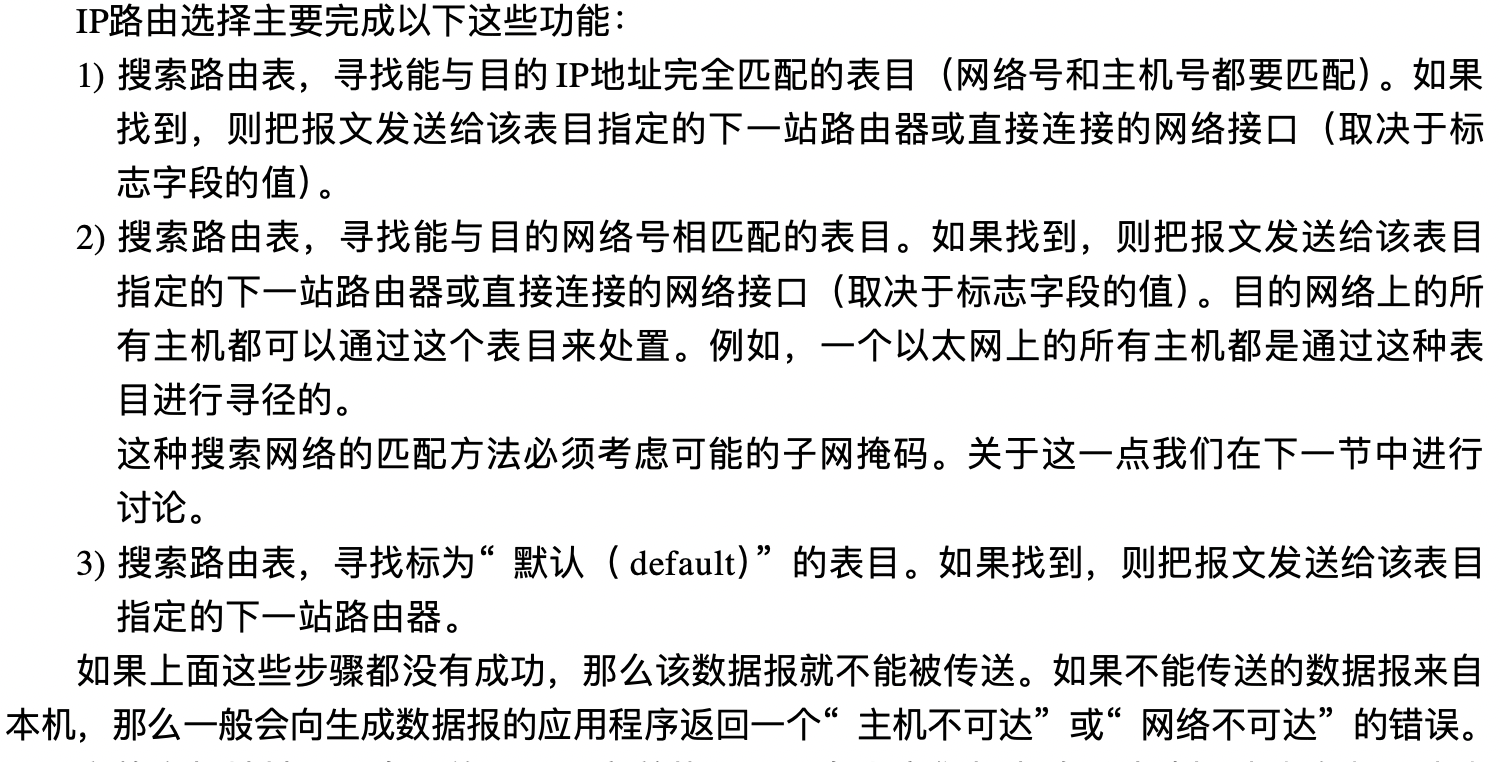 IP路由选择主要完成以下这些功能：
1) 搜索路由表，寻找能与目的IP地址完全匹配的表目（网络号和主机号都要匹配）。如果
找到，则把报文发送给该表目指定的下一站路由器或直接连接的网络接口（取决于标
志字段的值）。
2) 搜索路由表，寻找能与目的网络号相匹配的表目。如果找到，则把报文发送给该表目
指定的下一站路由器或直接连接的网络接口（取决于标志字段的值）。目的网络上的所
有主机都可以通过这个表目来处置。例如，一个以太网上的所有主机都是通过这种表
目进行寻径的。
这种搜索网络的匹配方法必须考虑可能的子网掩码。关于这一点我们在下一节中进行
讨论。
3) 搜索路由表，寻找标为“默认（default）”的表目。如果找到，则把报文发送给该表目
指定的下一站路由器。
如果上面这些步骤都没有成功，那么该数据报就不能被传送。如果不能传送的数据报来自
本机，那么一般会向生成数据报的应用程序返回一个“主机不可达”或“网络不可达”的错误。